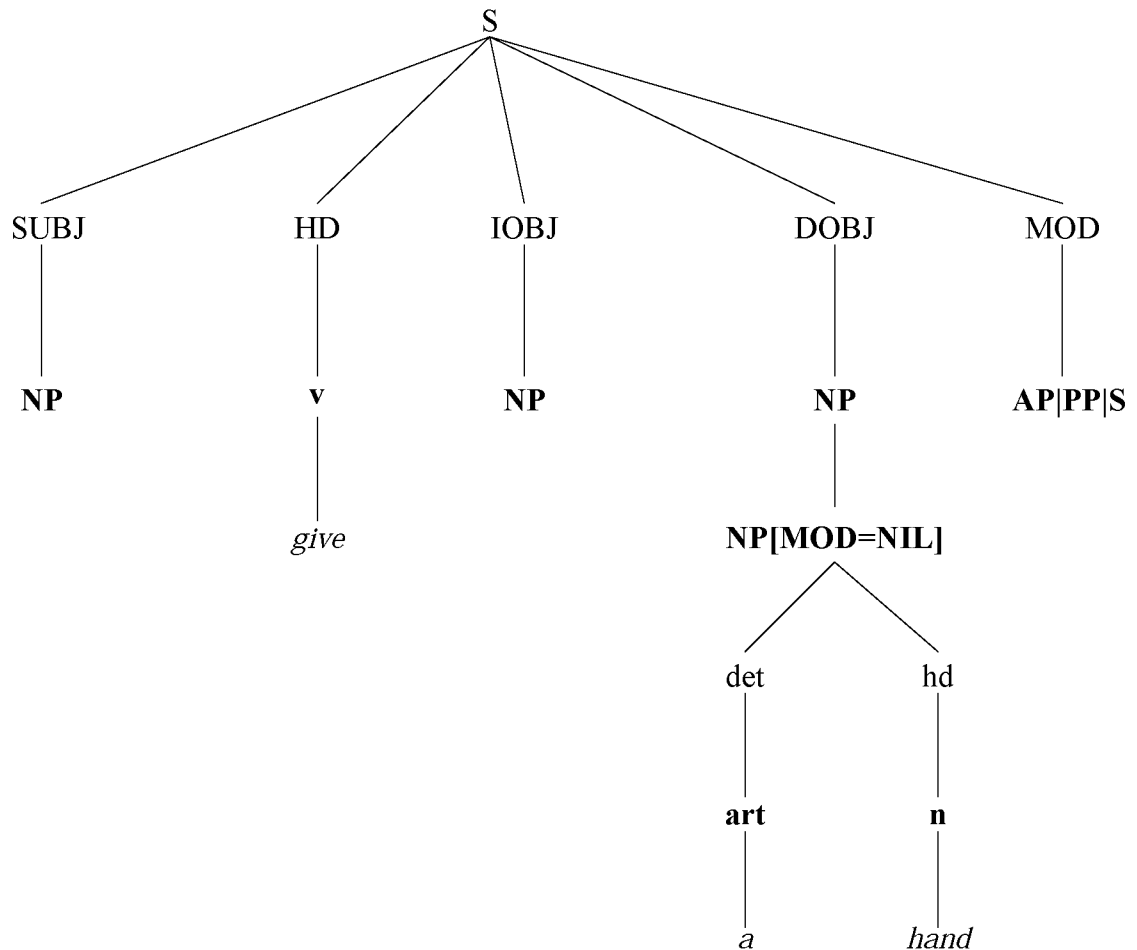 S
SUBJ HD IOBJ DOBJ MOD
NP v NP NP AP|PP|S
give NP[MOD=NIL]
det hd
art n
a hand